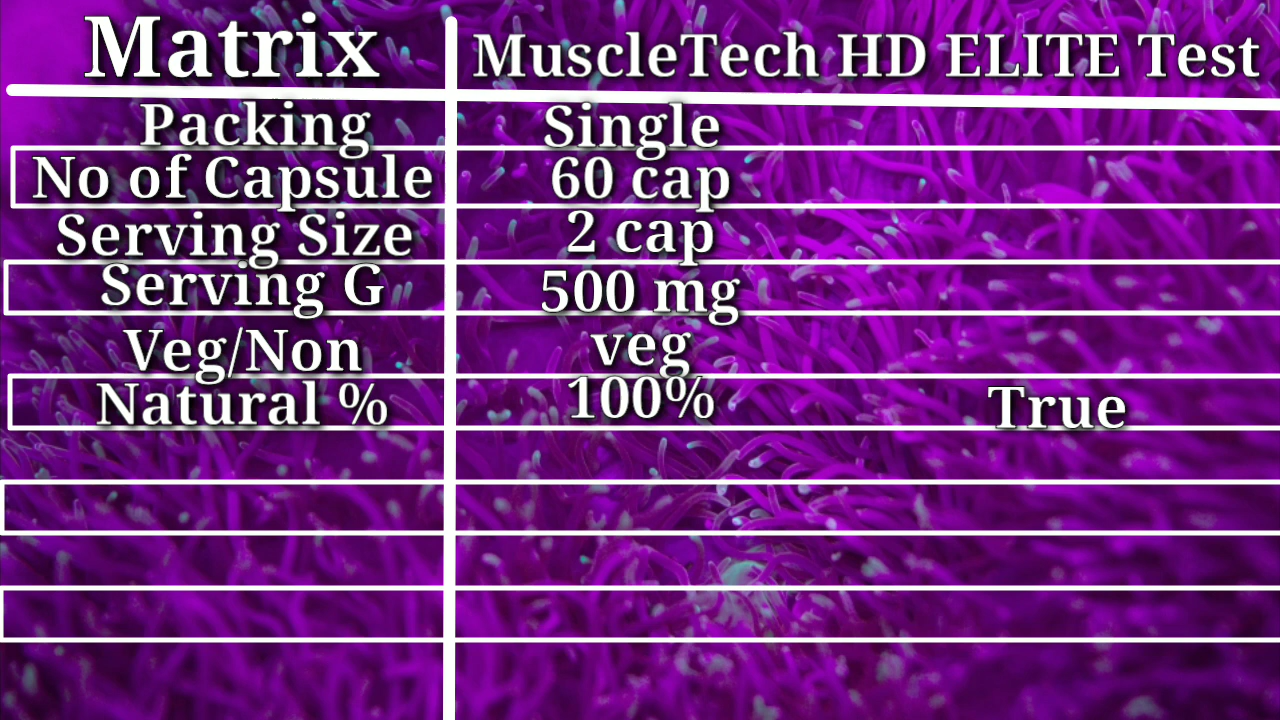 Matrix MuscleTech HD ELITE Test
Packing Single
No of Capsule 60 cap
Serving Size 2 cap
Serving G 500 mg
Veg/Non veg
Natural % 100% True